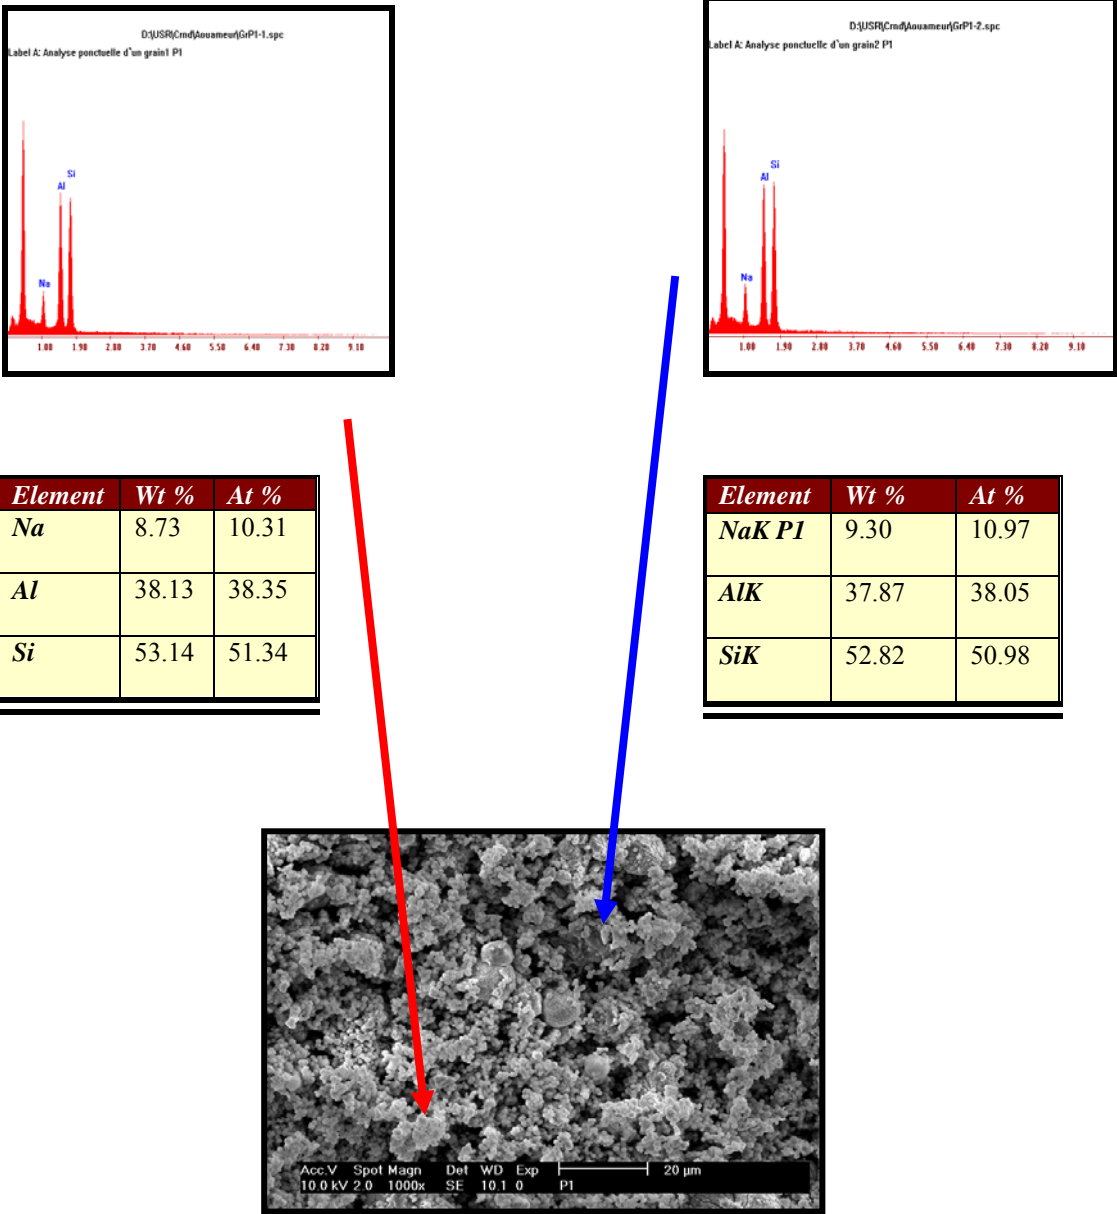 D:\USR\Crnd\Aouameur\GrP1-1.spc
Label A: Analyse ponctuelle d'un grain1 P1
Si
Al
Na
1.00 1.90 2.80 3.70 4.60 5.50 6.40 7.30 8.20 9.10
D:\USR\Crnd\Aouameur\GrP1-2.spc
Label A: Analyse ponctuelle d'un grain2 P1
Si
Al
Na
1.00 1.90 2.80 3.70 4.60 5.50 6.40 7.30 8.20 9.10
Element Wt % At %
Na 8.73 10.31
Al 38.13 38.35
Si 53.14 51.34
Element Wt % At %
NaK P1 9.30 10.97
AlK 37.87 38.05
SiK 52.82 50.98
Acc.V Spot Magn Det WD Exp 20 µm
10.0 kV 2.0 1000x SE 10.1 0 P1